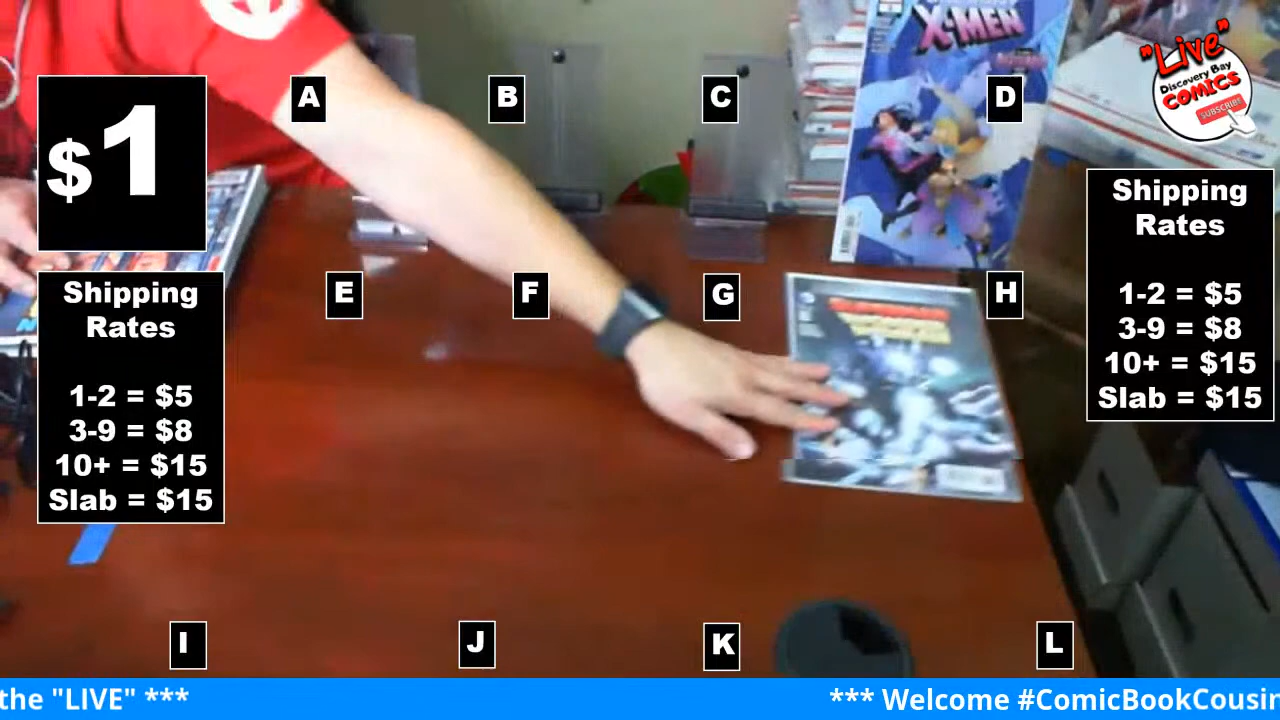 X-MEN
"Live"
Discovery Bay
COMICS
SUBSCRIBE
A
B
C
D
$1
Shipping
Rates
1-2 = $5
3-9 = $8
10+ = $15
Slab = $15
Shipping
Rates
1-2 = $5
3-9 = $8
10+ = $15
Slab = $15
E
F
G
H
I
J
K
L
the "LIVE" ***
*** Welcome #ComicBookCousin